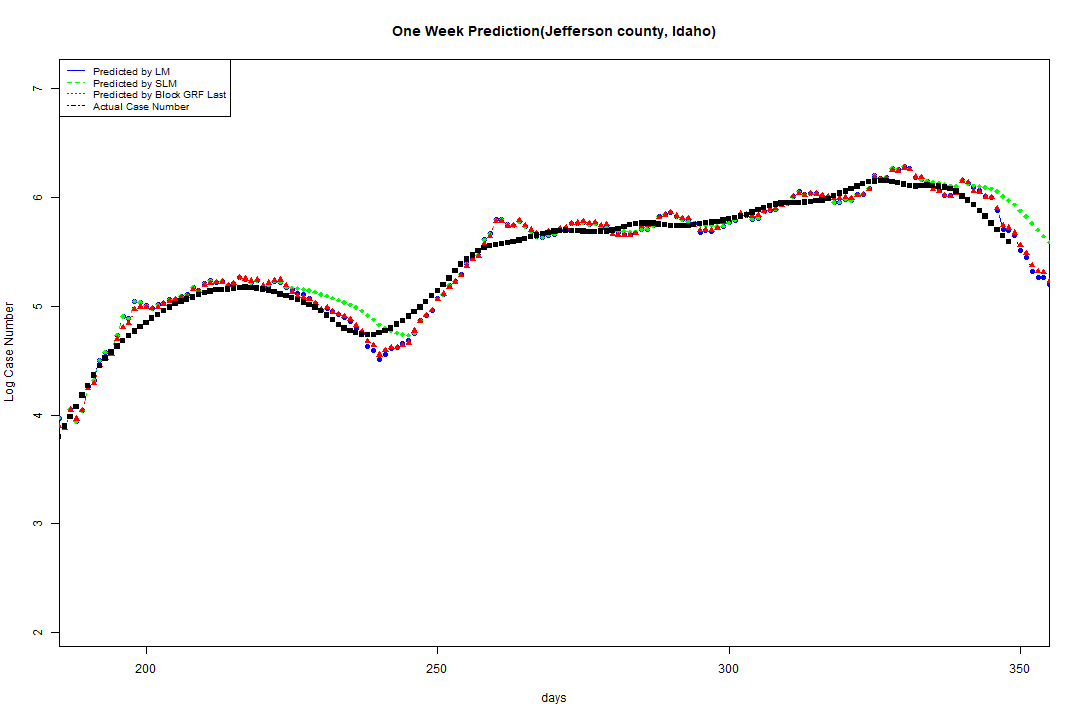 One Week Prediction(Jefferson county, Idaho)
Predicted by LM
Predicted by SLM
Predicted by Block GRF Last
Actual Case Number
7
6
5
4
3
2
Log Case Number
200 250 300 350
days